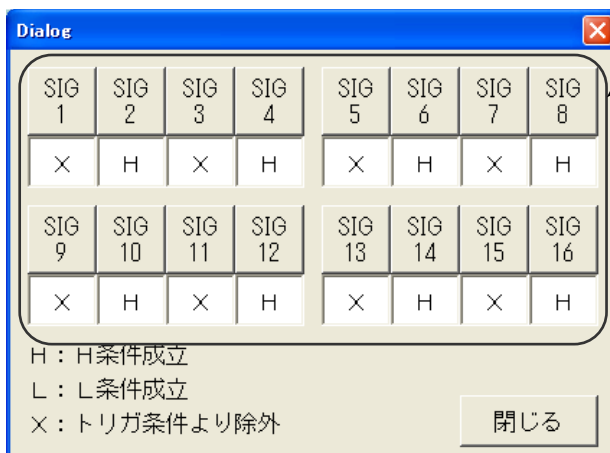 Dialog
SIG 1 SIG 2 SIG 3 SIG 4 SIG 5 SIG 6 SIG 7 SIG 8
X H X H X H X H
SIG 9 SIG 10 SIG 11 SIG 12 SIG 13 SIG 14 SIG 15 SIG 16
X H X H X H X H
H：H条件成立
L：L条件成立
X：トリガ条件より除外
閉じる